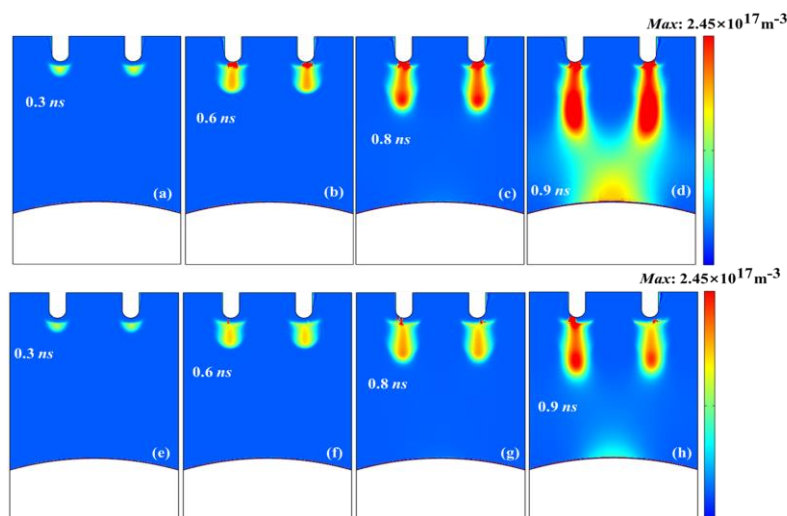 Max: 2.45×10¹⁷m⁻³
0.3 ns
(a)
0.6 ns
(b)
0.8 ns
(c)
0.9 ns
(d)
Max: 2.45×10¹⁷m⁻³
0.3 ns
(e)
0.6 ns
(f)
0.8 ns
(g)
0.9 ns
(h)